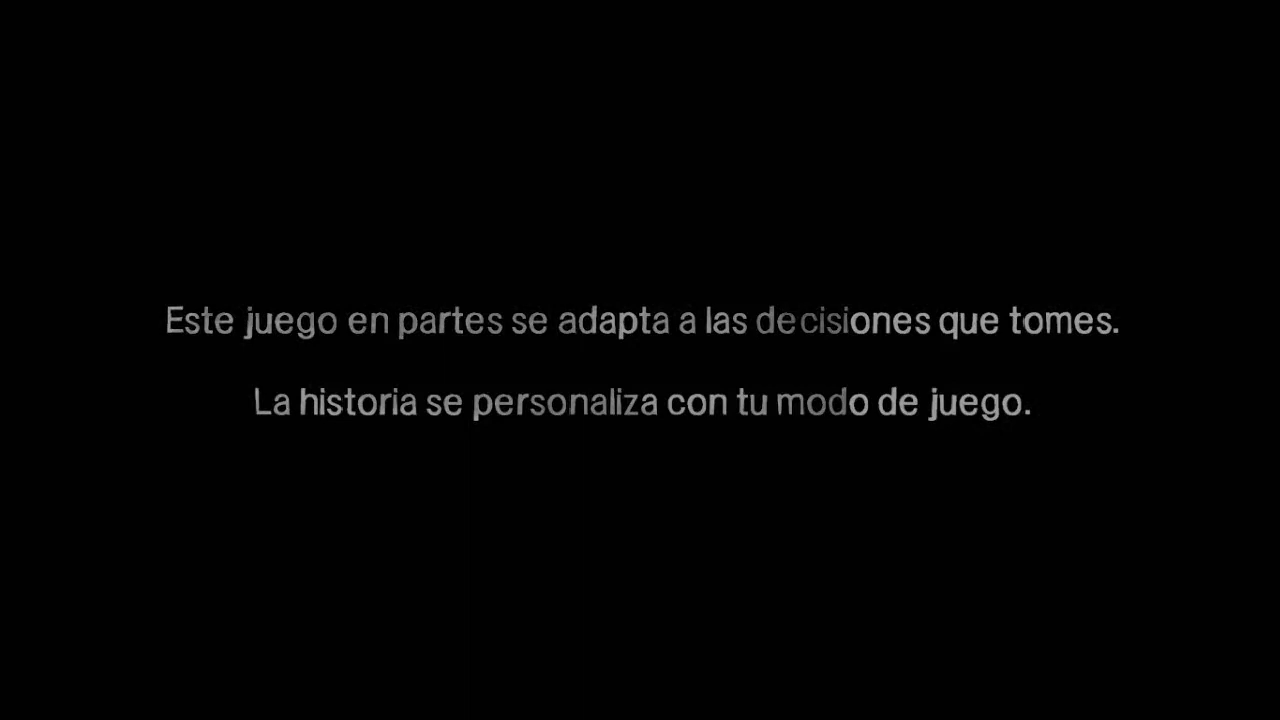 Este juego en partes se adapta a las decisiones que tomes.
La historia se personaliza con tu modo de juego.